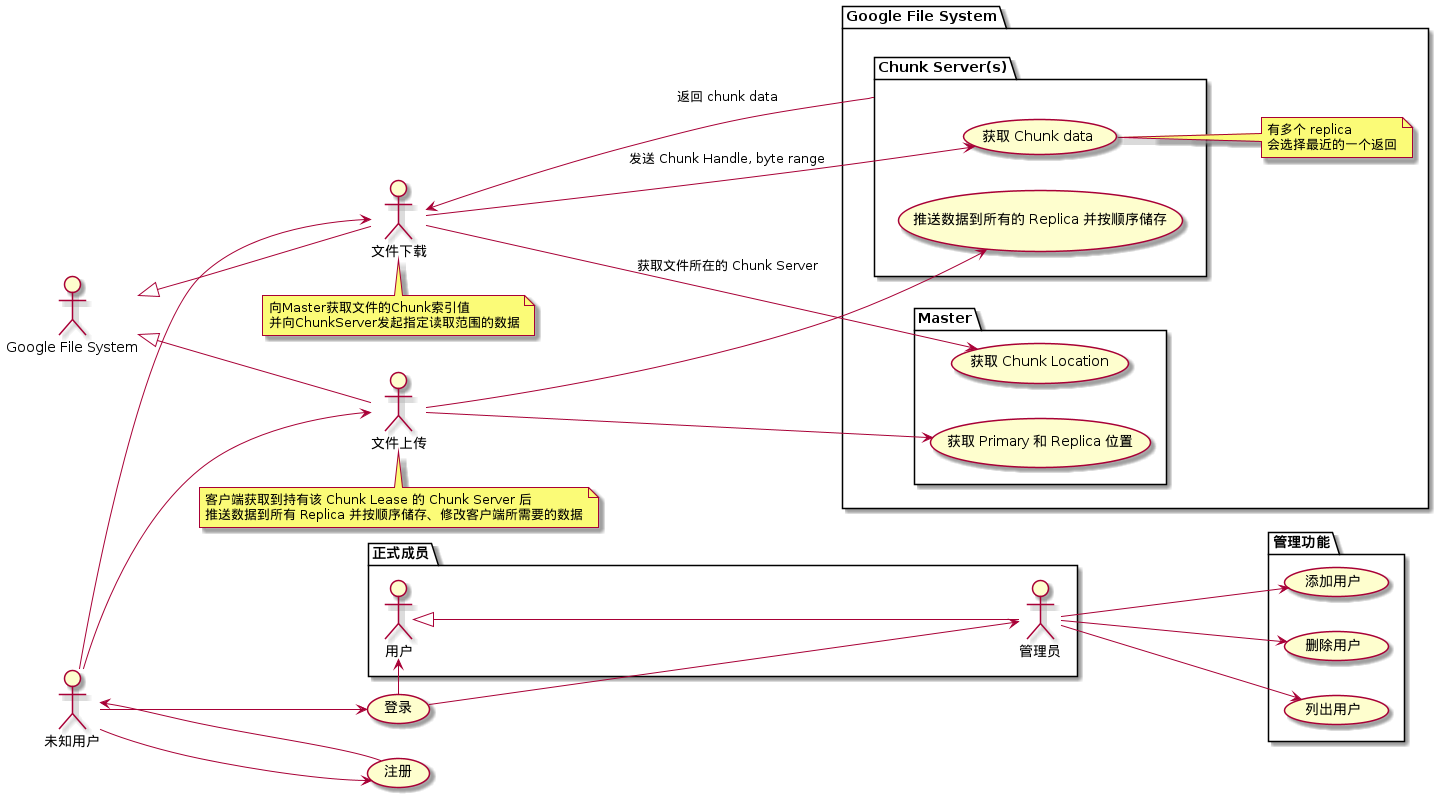 Google File System
Chunk Server(s)
返回 chunk data
获取 Chunk data
有多个 replica
会选择最近的一个返回
发送 Chunk Handle, byte range
推送数据到所有的 Replica 并按顺序储存
文件下载
获取文件所在的 Chunk Server
向Master获取文件的Chunk索引值
并向ChunkServer发起指定读取范围的数据
Google File System
Master
获取 Chunk Location
文件上传
获取 Primary 和 Replica 位置
客户端获取到持有该 Chunk Lease 的 Chunk Server 后
推送数据到所有 Replica 并按顺序储存、修改客户端所需要的数据
正式成员
管理功能
添加用户
用户
管理员
删除用户
登录
列出用户
未知用户
注册